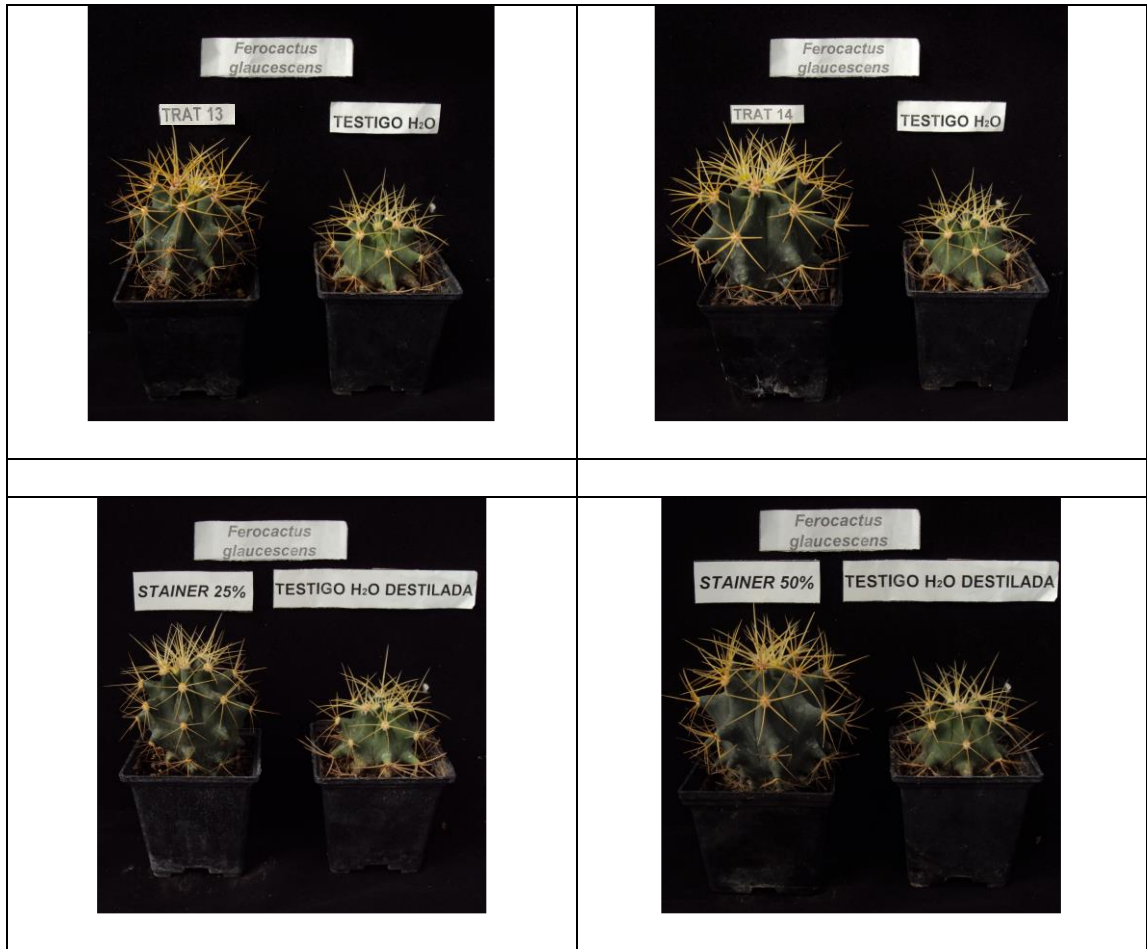 Ferocactus
glaucescens
TRAT 13
TESTIGO H₂O
Ferocactus
glaucescens
TRAT 14
TESTIGO H₂O
Ferocactus
glaucescens
STAINER 25%
TESTIGO H₂O DESTILADA
Ferocactus
glaucescens
STAINER 50%
TESTIGO H₂O DESTILADA